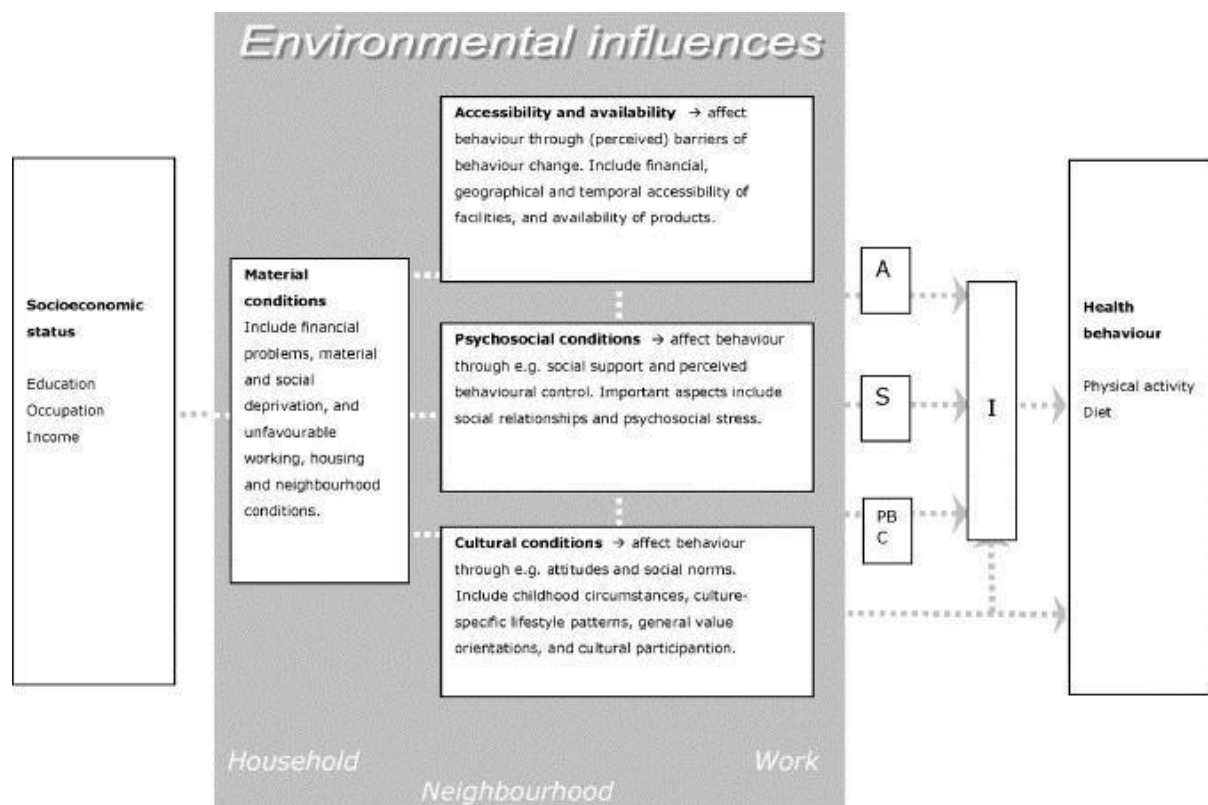 Environmental influences
Socioeconomic
status
Education
Occupation
Income
Material
conditions
Include financial
problems, material
and social
deprivation, and
unfavourable
working, housing
and neighbourhood
conditions.
Accessibility and availability → affect
behaviour through (perceived) barriers of
behaviour change. Include financial,
geographical and temporal accessibility of
facilities, and availability of products.
Psychosocial conditions → affect behaviour
through e.g. social support and perceived
behavioural control. Important aspects include
social relationships and psychosocial stress.
Cultural conditions → affect behaviour
through e.g. attitudes and social norms.
Include childhood circumstances, culture-
specific lifestyle patterns, general value
orientations, and cultural participantion.
A
S
PB
C
I
Health
behaviour
Physical activity
Diet
Household
Neighbourhood
Work